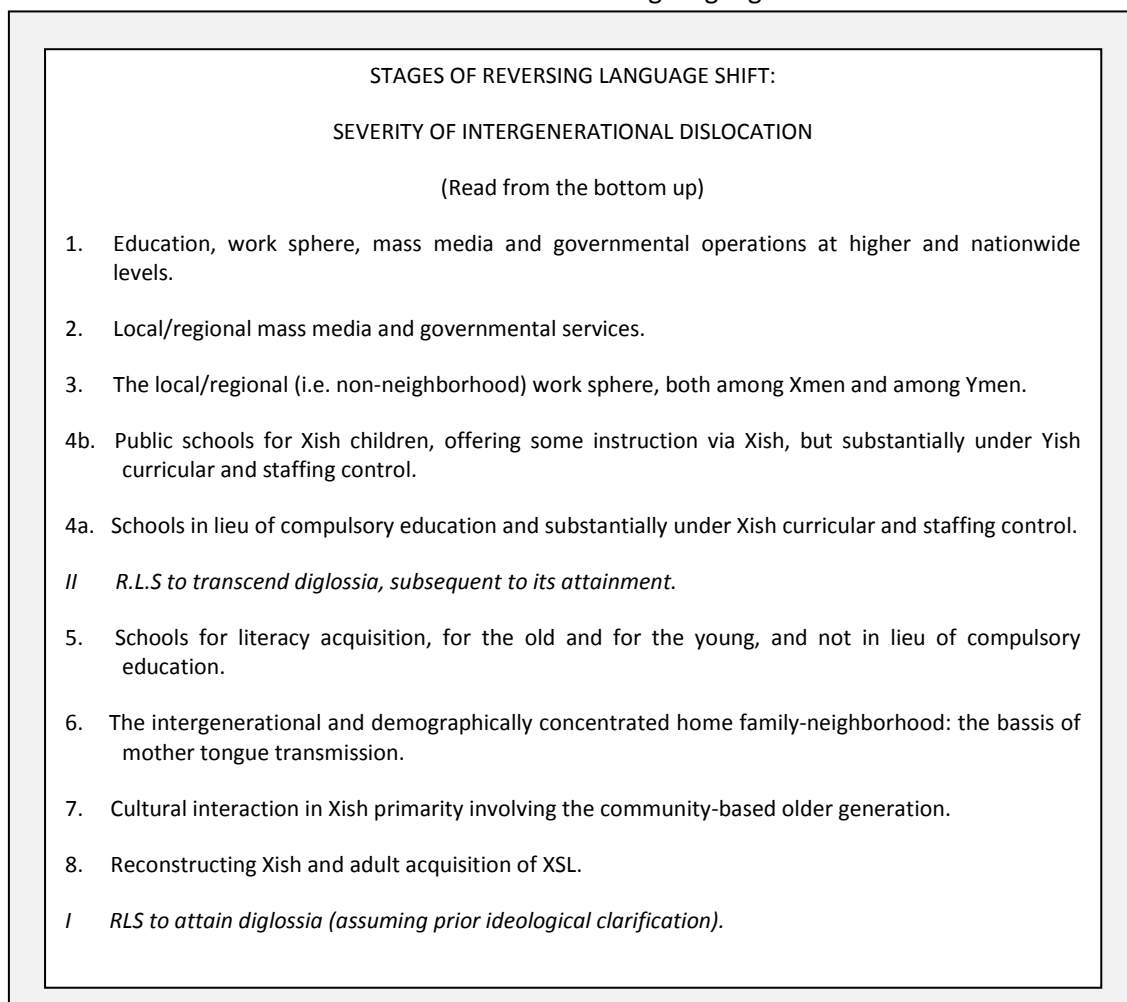 STAGES OF REVERSING LANGUAGE SHIFT:
SEVERITY OF INTERGENERATIONAL DISLOCATION
(Read from the bottom up)
1. Education, work sphere, mass media and governmental operations at higher and nationwide
levels.
2. Local/regional mass media and governmental services.
3. The local/regional (i.e. non-neighborhood) work sphere, both among Xmen and among Ymen.
4b. Public schools for Xish children, offering some instruction via Xish, but substantially under Yish
curricular and staffing control.
4a. Schools in lieu of compulsory education and substantially under Xish curricular and staffing control.
II R.L.S to transcend diglossia, subsequent to its attainment.
5. Schools for literacy acquisition, for the old and for the young, and not in lieu of compulsory
education.
6. The intergenerational and demographically concentrated home family-neighborhood: the bassis of
mother tongue transmission.
7. Cultural interaction in Xish primarity involving the community-based older generation.
8. Reconstructing Xish and adult acquisition of XSL.
I RLS to attain diglossia (assuming prior ideological clarification).